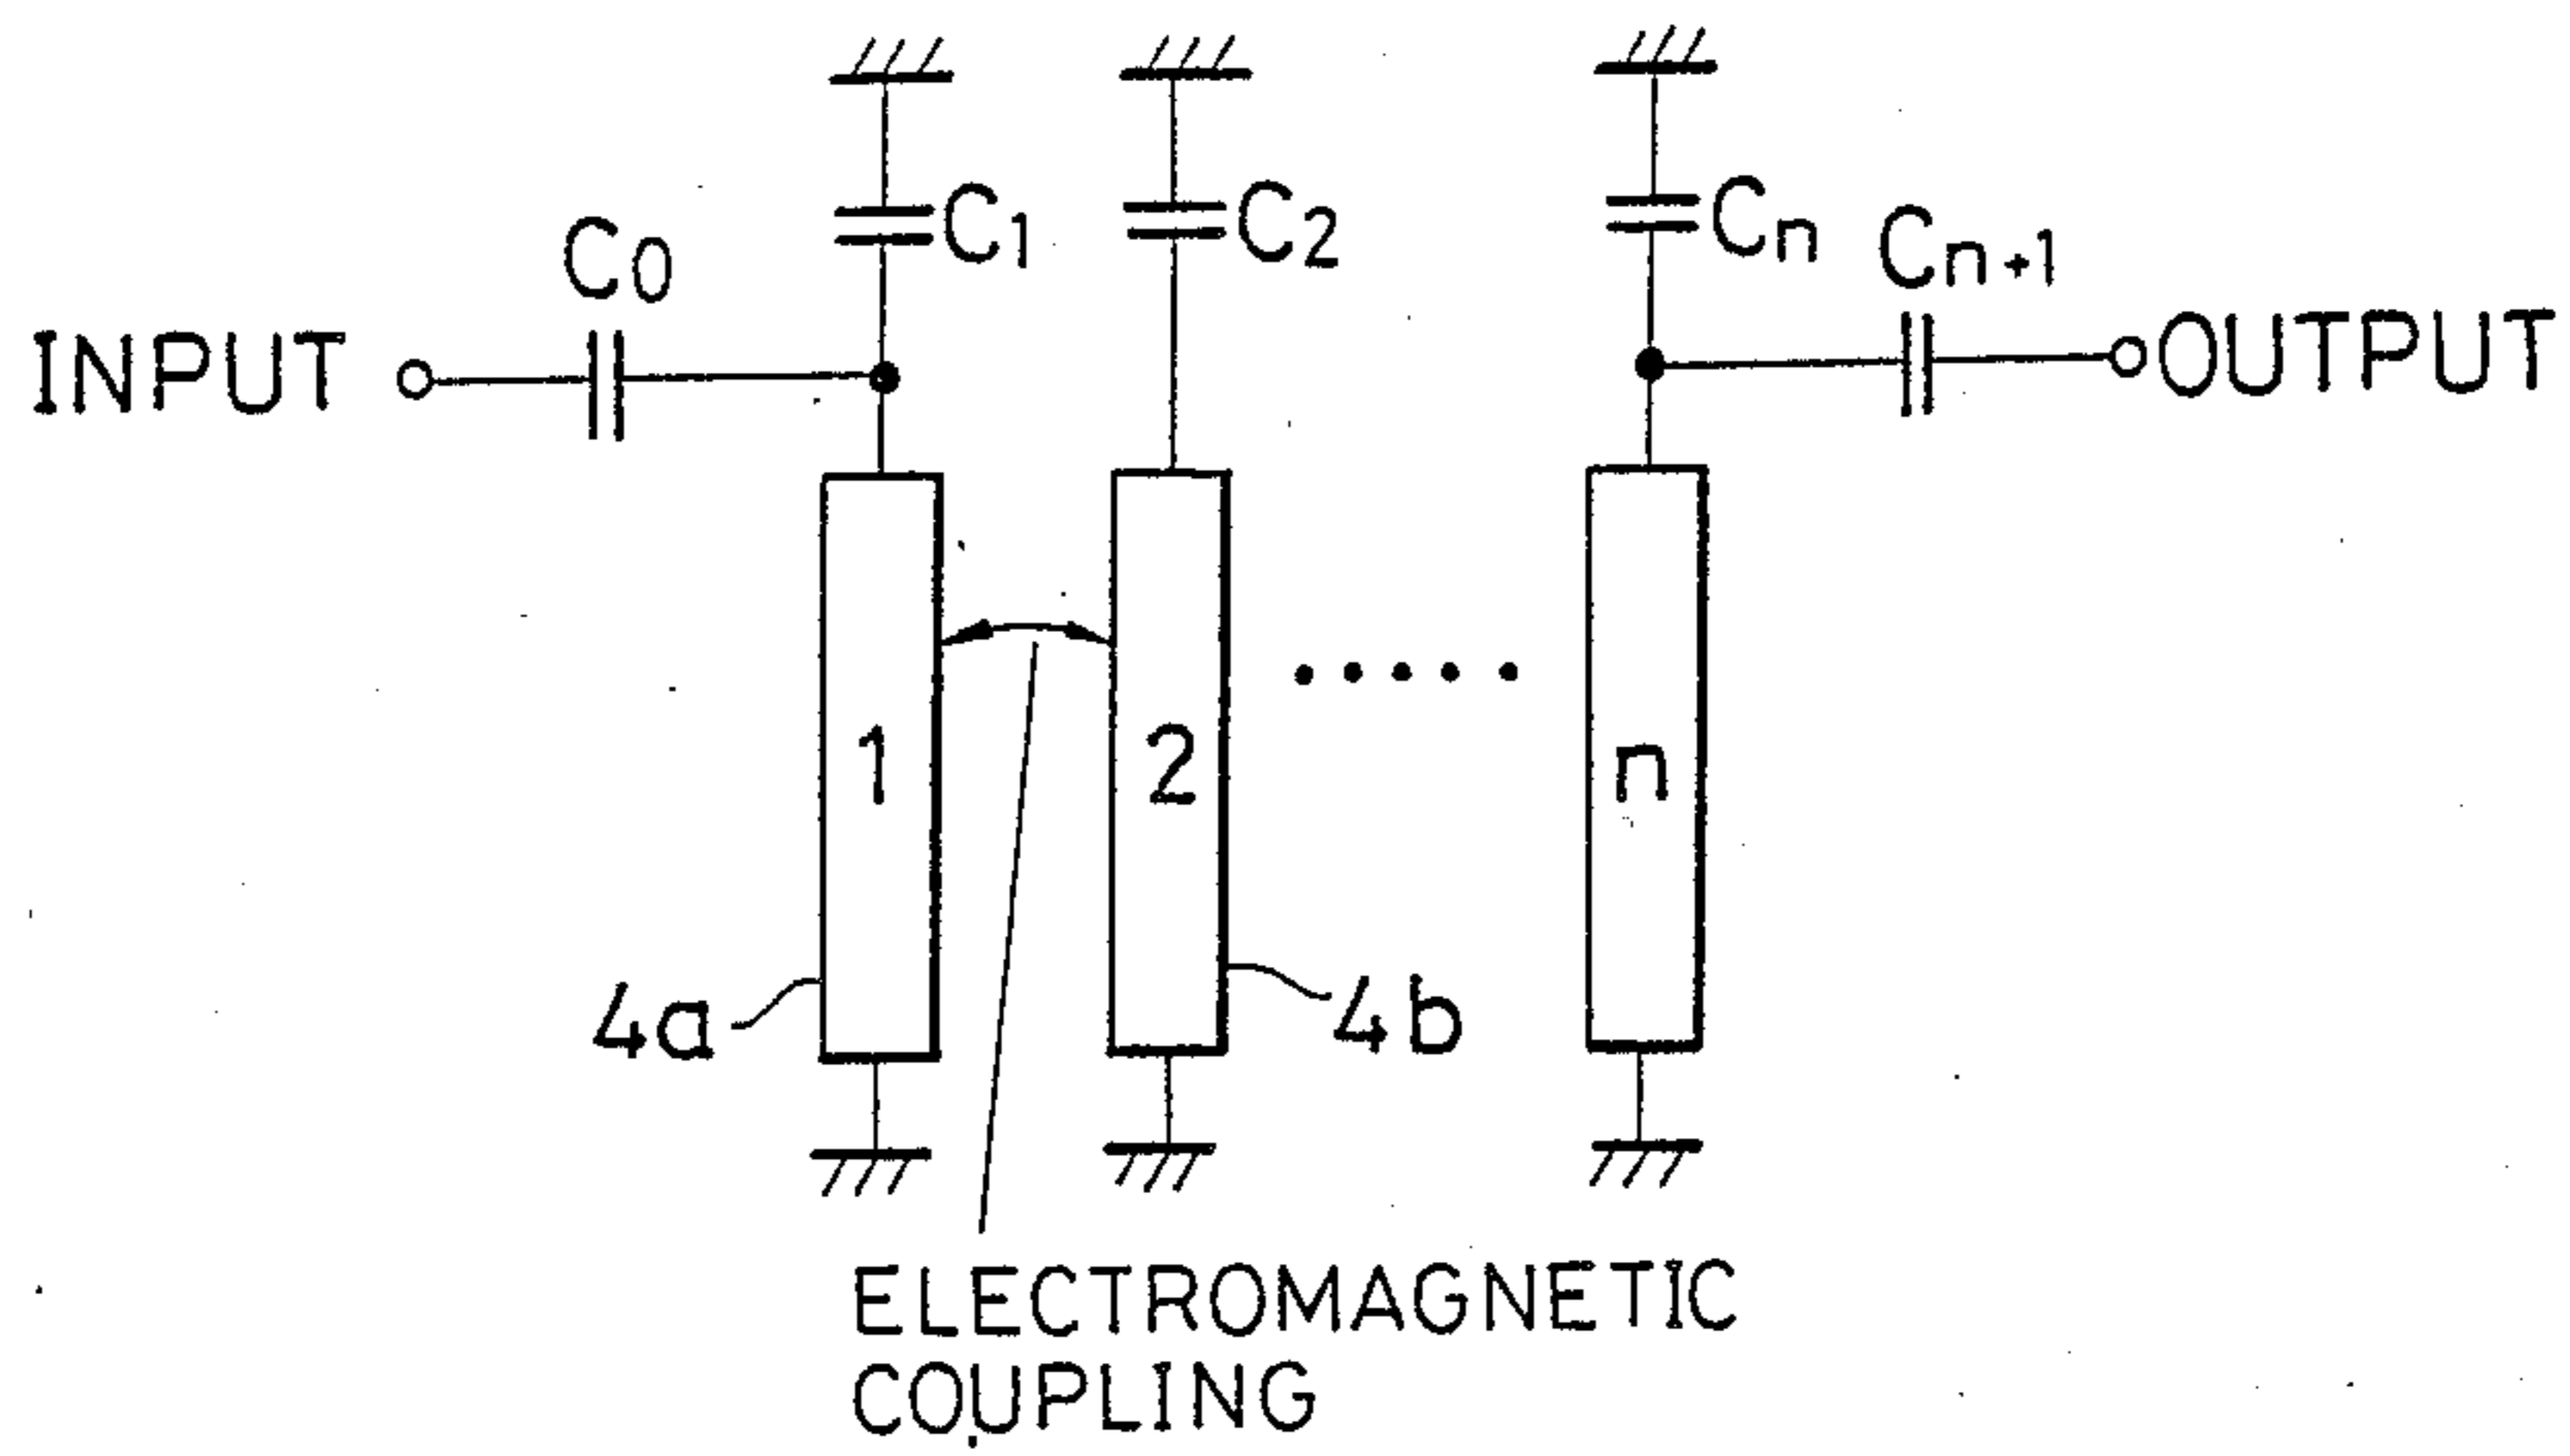 C1
C2
Cn
C0
Cn+1
INPUT
OUTPUT
1
2
n
4a
4b
ELECTROMAGNETIC
COUPLING